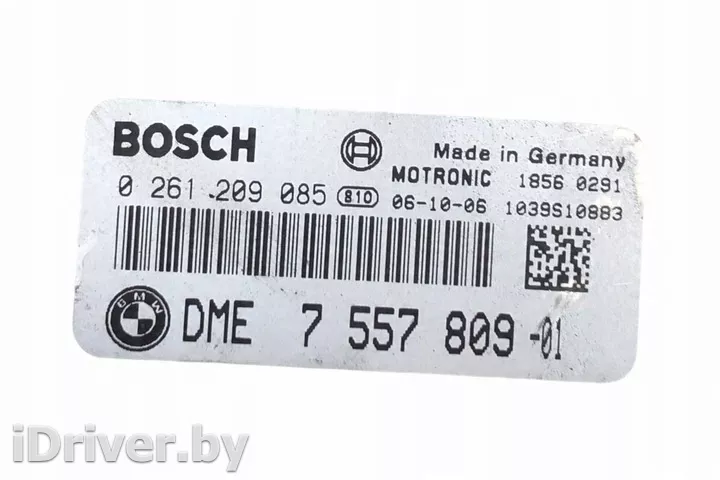 BOSCH
Made in Germany
MOTRONIC 1856 0291
0 261 209 085 810 06-10-06 1039S10883
BMW DME 7 557 809 -01
iDriver.by